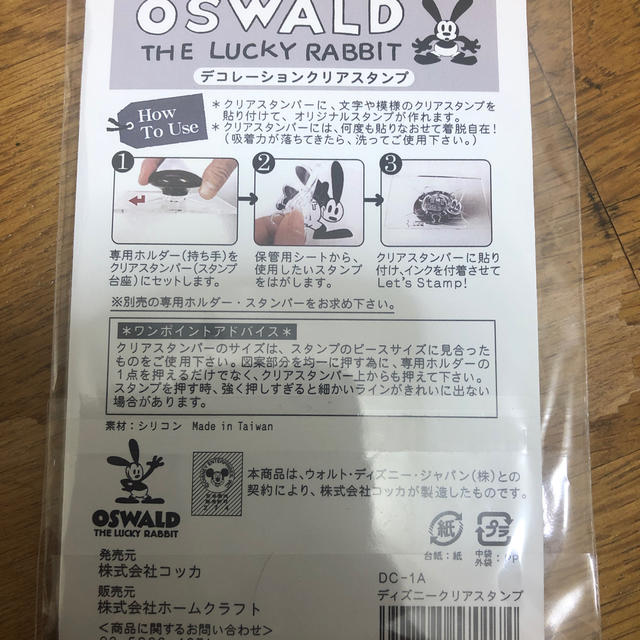 OSWALD
THE LUCKY RABBIT
デコレーションクリアスタンプ
How
To Use
＊クリアスタンパーに、文字や模様のクリアスタンプを
貼り付けて、オリジナルスタンプが作れます。
＊クリアスタンパーには、何度も貼りなおせて着脱自在！
（吸着力が落ちてきたら、洗ってご使用下さい。）
1
2
3
専用ホルダー（持ち手）を
クリアスタンパー（スタンプ
台座）にセットします。
保管用シートから、
使用したいスタンプ
をはがします。
クリアスタンパーに貼り
付け、インクを付着させて
Let's Stamp!
※別売の専用ホルダー・スタンパーをお求め下さい。
＊ワンポイントアドバイス＊
クリアスタンパーのサイズは、スタンプのピースサイズに見合った
ものをご使用下さい。図案部分を均一に押す為に、専用ホルダーの
1点を押えるだけでなく、クリアスタンパー上からも押えて下さい。
スタンプを押す時、強く押しすぎると細かいラインがきれいに出ない
場合があります。
素材：シリコン Made in Taiwan
本商品は、ウォルト・ディズニー・ジャパン（株）との
契約により、株式会社コッカが製造したものです。
OSWALD
THE LUCKY RABBIT
紙
台紙：紙
プラ
中袋
外袋：PP
発売元
株式会社コッカ
販売元
株式会社ホームクラフト
＜商品に関するお問い合わせ＞
DC-1A
ディズニークリアスタンプ